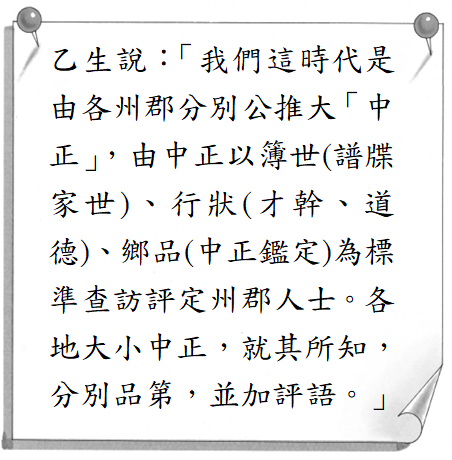 乙生說：「我們這時代是
由各州郡分別公推大「中
正」，由中正以簿世(譜牒
家世)、行狀(才幹、道
德)、鄉品(中正鑑定)為標
準查訪評定州郡人士。各
地大小中正，就其所知，
分別品第，並加評語。」